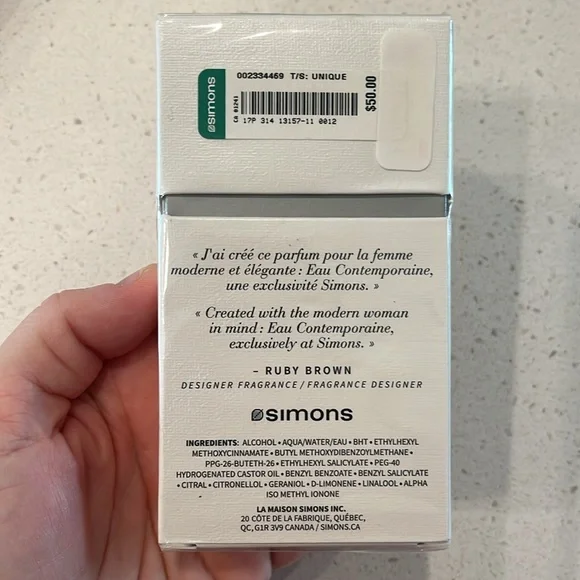 002334469 T/S: UNIQUE
øsimons
CA 01241
$50.00
17P 314 13157-11 0012
« J'ai créé ce parfum pour la femme
moderne et élégante : Eau Contemporaine,
une exclusivité Simons. »
« Created with the modern woman
in mind : Eau Contemporaine,
exclusively at Simons. »
– RUBY BROWN
DESIGNER FRAGRANCE / FRAGRANCE DESIGNER
simons
INGREDIENTS: ALCOHOL • AQUA/WATER/EAU • BHT • ETHYLHEXYL
METHOXYCINNAMATE • BUTYL METHOXYDIBENZOYLMETHANE •
PPG-26-BUTETH-26 • ETHYLHEXYL SALICYLATE • PEG-40
HYDROGENATED CASTOR OIL • BENZYL BENZOATE • BENZYL SALICYLATE
• CITRAL • CITRONELLOL • GERANIOL • D-LIMONENE • LINALOOL • ALPHA
ISO METHYL IONONE
LA MAISON SIMONS INC.
20 CÔTE DE LA FABRIQUE, QUÉBEC,
QC, G1R 3V9 CANADA / SIMONS.CA